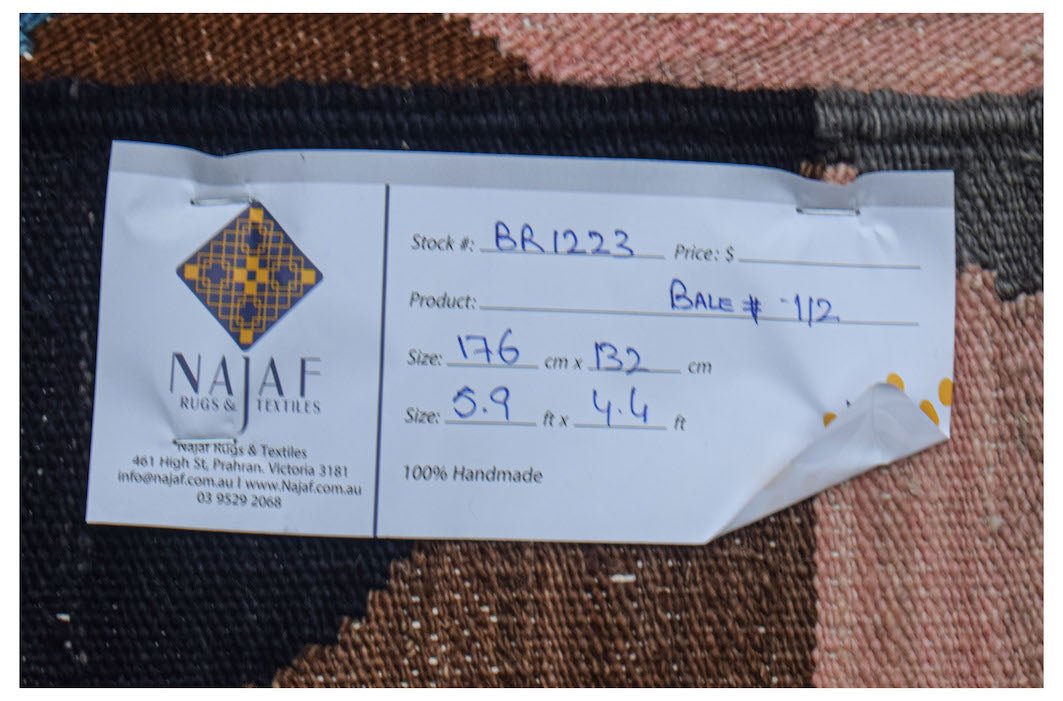 NAJAF
RUGS & TEXTILES
Najaf Rugs & Textiles
461 High St, Prahran. Victoria 3181
info@najaf.com.au I www.Najaf.com.au
03 9529 2068
Stock #: BR1223 Price: $
Product: BALE # -112
Size: 176 cm x 132 cm
Size: 5.9 ft x 4.4 ft
100% Handmade